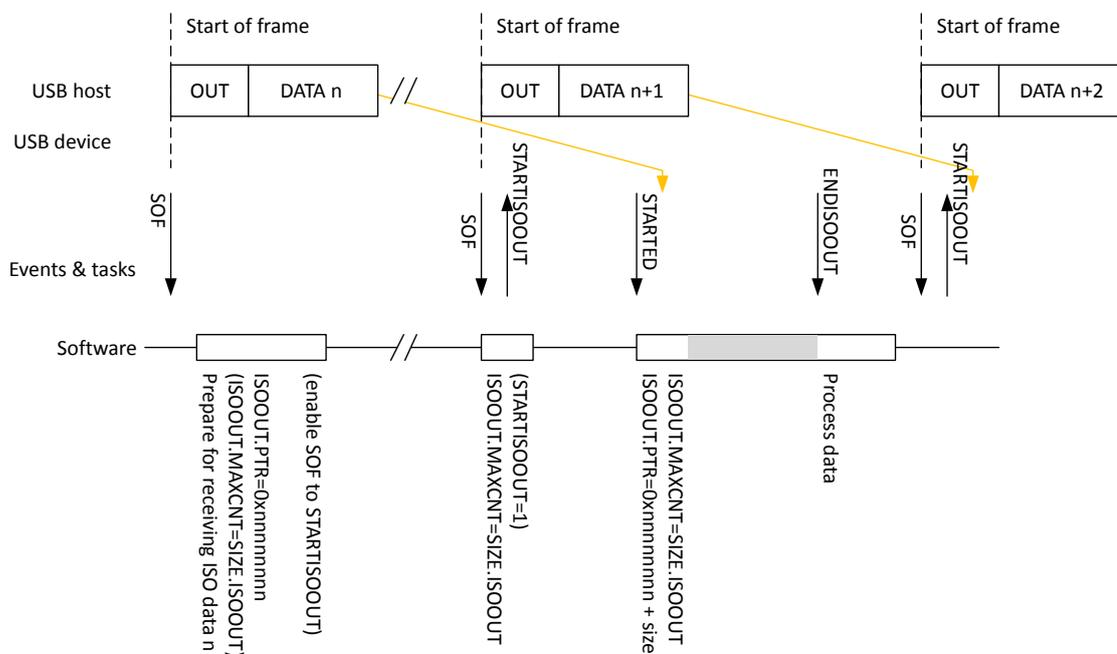 Start of frame
Start of frame
Start of frame
USB host
OUT
DATA n
OUT
DATA n+1
OUT
DATA n+2
USB device
Events & tasks
SOF
SOF
STARTISOOUT
STARTED
ENDISOOUT
SOF
STARTISOOUT
Software
Prepare for receiving ISO data n
(ISOOUT.MAXCNT=SIZE.ISOOUT)
ISOOUT.PTR=0xnnnnnnnn
(enable SOF to STARTISOOUT)
ISOOUT.MAXCNT=SIZE.ISOOUT
(STARTISOOUT=1)
ISOOUT.PTR=0xnnnnnnnn + size
ISOOUT.MAXCNT=SIZE.ISOOUT
Process data